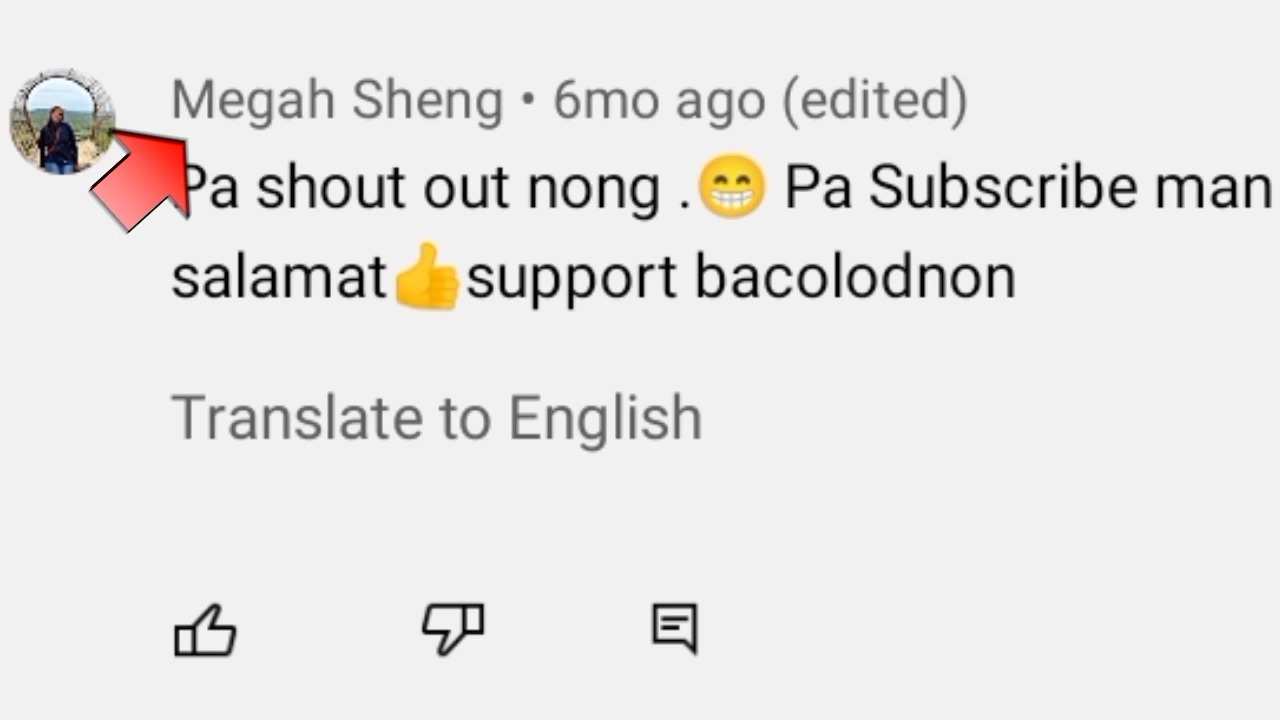 Megah Sheng • 6mo ago (edited)
Pa shout out nong .😁 Pa Subscribe man
salamat👍support bacolodnon
Translate to English